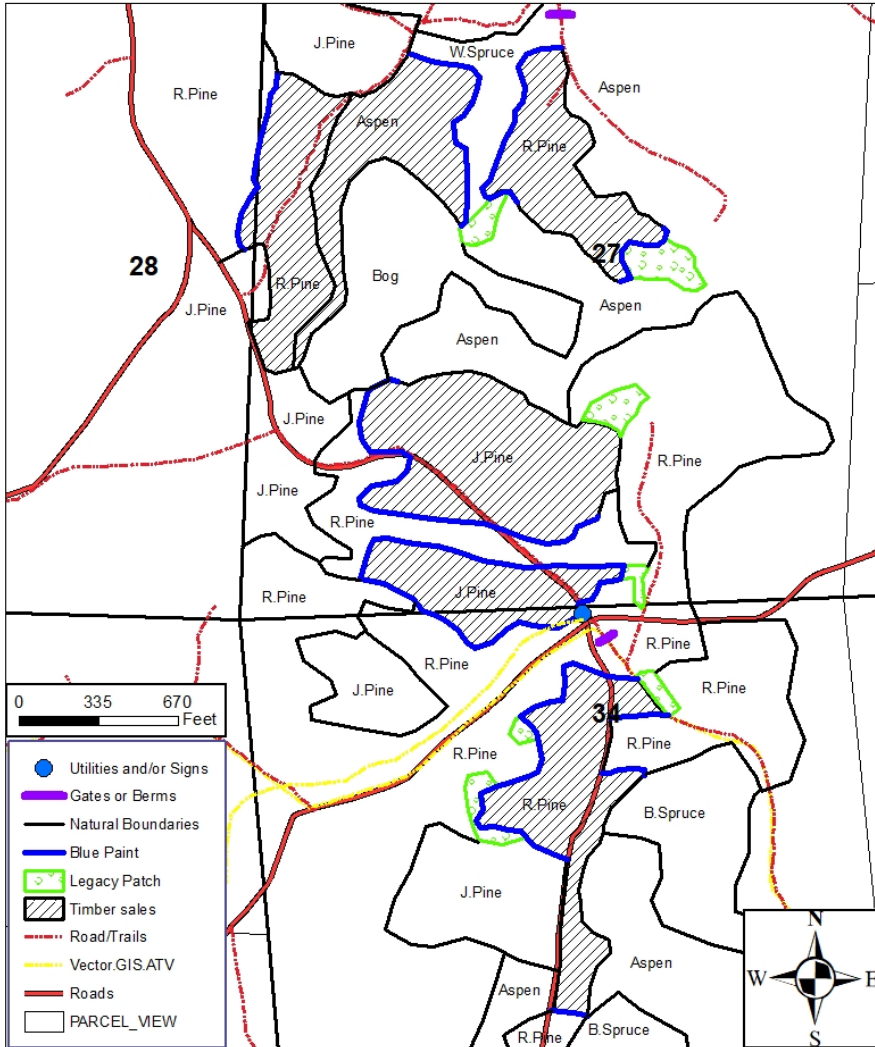 J.Pine
W.Spruce
R.Pine
Aspen
Aspen
R.Pine
28
27
R.Pine
Bog
J.Pine
Aspen
Aspen
J.Pine
J.Pine
R.Pine
J.Pine
R.Pine
R.Pine
J.Pine
R.Pine
R.Pine
J.Pine
R.Pine
34
R.Pine
R.Pine
R.Pine
B.Spruce
J.Pine
Aspen
Aspen
R.Pine
B.Spruce
0 335 670
Feet
Utilities and/or Signs
Gates or Berms
Natural Boundaries
Blue Paint
Legacy Patch
Timber sales
Road/Trails
Vector.GIS.ATV
Roads
PARCEL_VIEW
N
W E
S